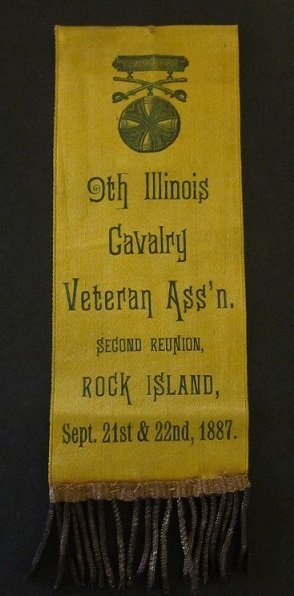 9th Illinois
Cavalry
Veteran Ass'n.
SECOND REUNION,
ROCK ISLAND,
Sept. 21st & 22nd, 1887.